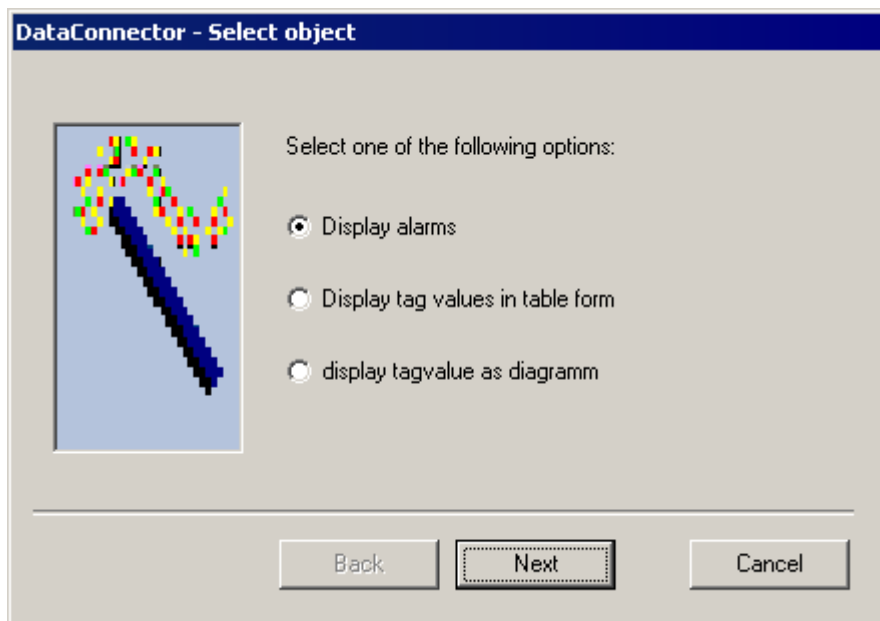 DataConnector - Select object
Select one of the following options:
Display alarms
Display tag values in table form
display tagvalue as diagramm
Back Next Cancel